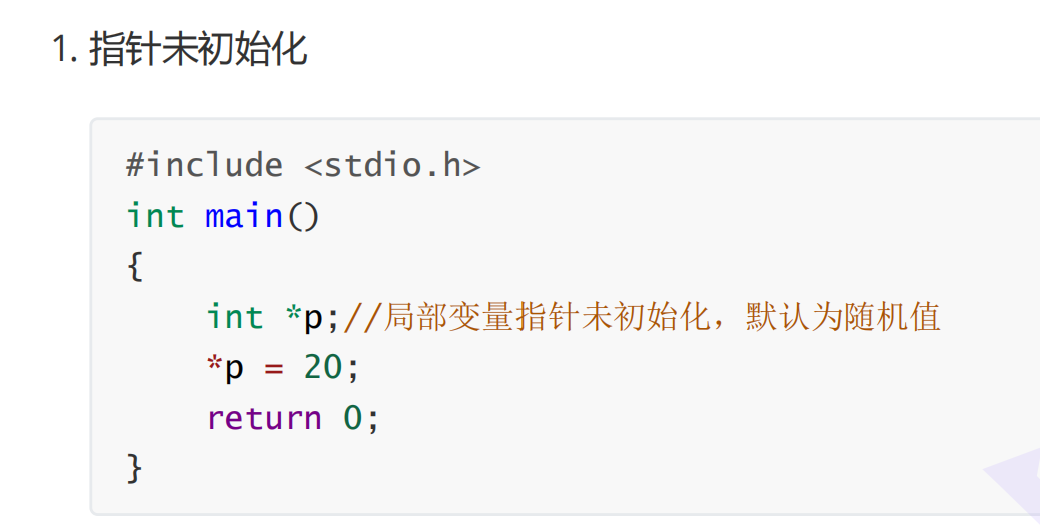 1. 指针未初始化
#include <stdio.h>
int main()
{
    int *p;//局部变量指针未初始化，默认为随机值
    *p = 20;
    return 0;
}